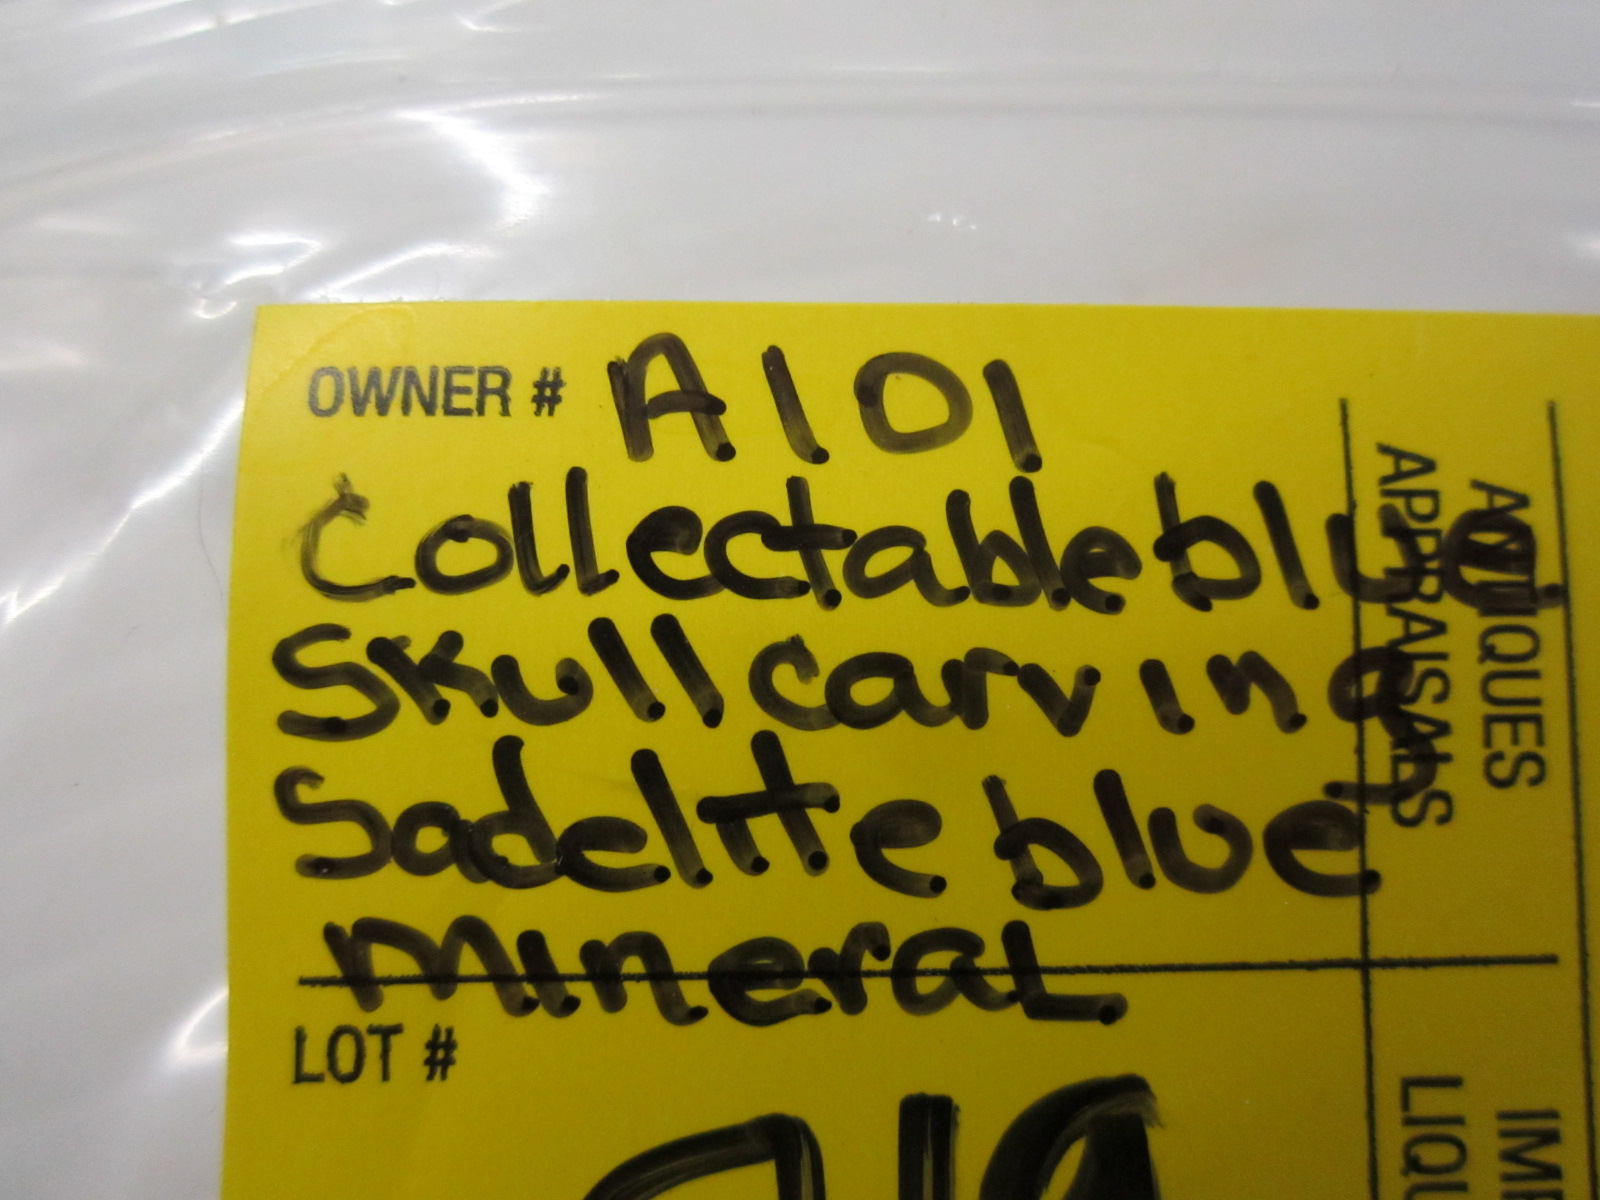 OWNER # A101
Collectable blue
Skull carving
Sadelite blue
mineral
LOT #
ANTIQUES
APPRAISALS